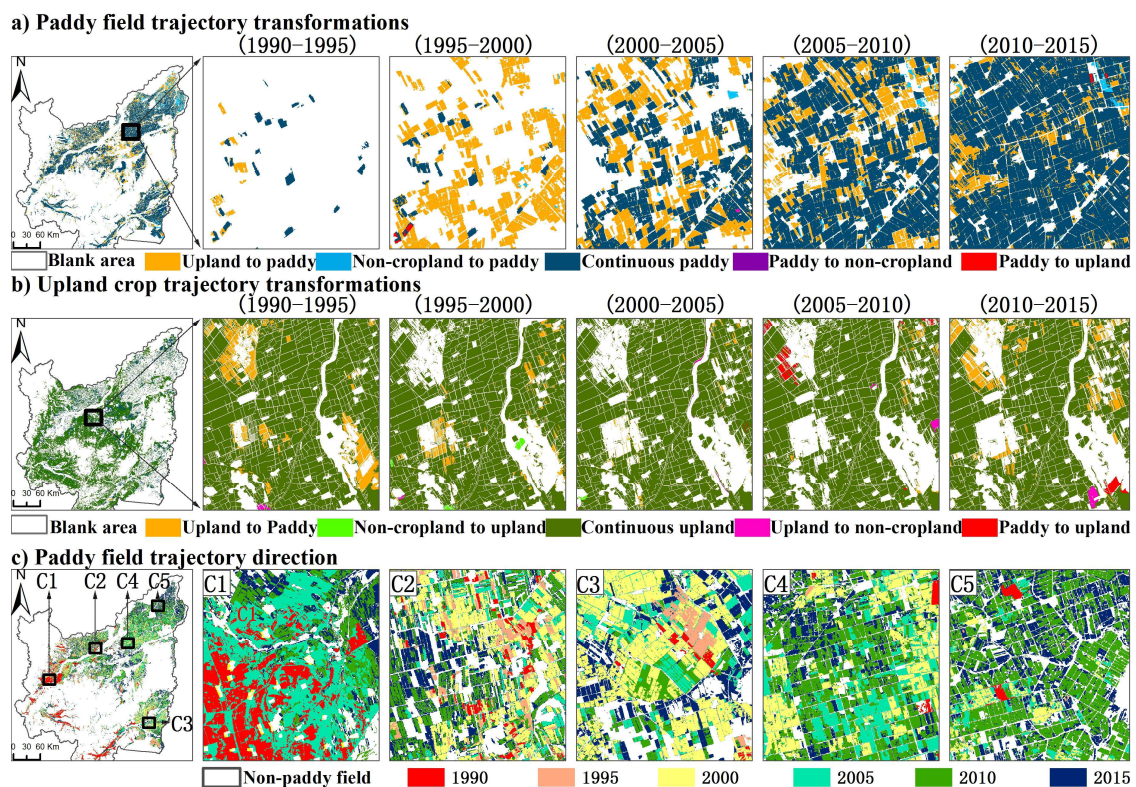 a) Paddy field trajectory transformations
(1990-1995) (1995-2000) (2000-2005) (2005-2010) (2010-2015)
N
0 30 60 Km
Blank area Upland to paddy Non-cropland to paddy Continuous paddy Paddy to non-cropland Paddy to upland
b) Upland crop trajectory transformations
(1990-1995) (1995-2000) (2000-2005) (2005-2010) (2010-2015)
N
0 30 60 Km
Blank area Upland to Paddy Non-cropland to upland Continuous upland Upland to non-cropland Paddy to upland
c) Paddy field trajectory direction
N
C1 C2 C4 C5
C3
0 30 60 Km
C1 C2 C3 C4 C5
C1
Non-paddy field 1990 1995 2000 2005 2010 2015